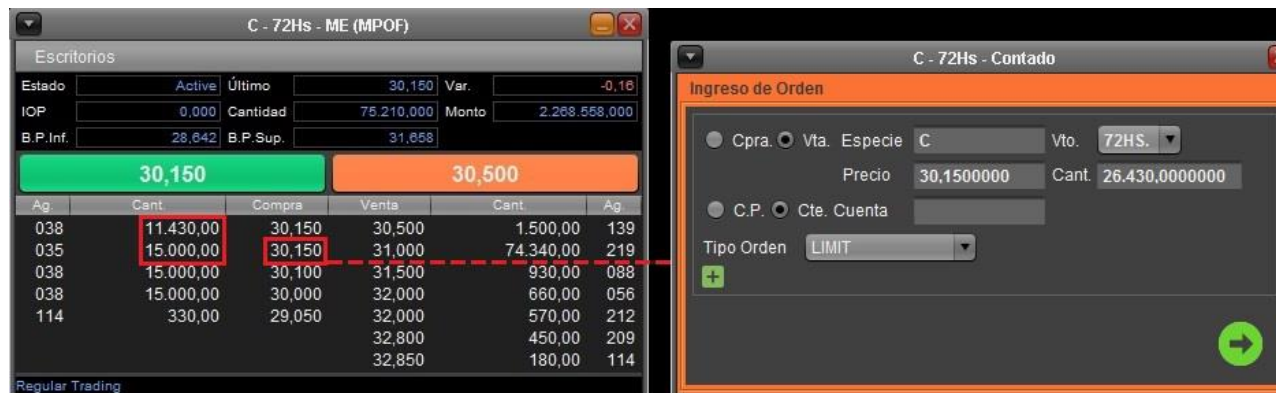 C - 72Hs - ME (MPOF)
Escritorios
Estado Active Último 30,150 Var. -0,16
IOP 0,000 Cantidad 75.210,000 Monto 2.268.558,000
B.P.Inf. 28,642 B.P.Sup. 31,658
30,150 30,500
Ag. Cant. Compra Venta Cant. Ag.
038 11.430,00 30,150 30,500 1.500,00 139
035 15.000,00 30,150 31,000 74.340,00 219
038 15.000,00 30,100 31,500 930,00 088
038 15.000,00 30,000 32,000 660,00 056
114 330,00 29,050 32,000 570,00 212
32,800 450,00 209
32,850 180,00 114
Regular Trading
C - 72Hs - Contado
Ingreso de Orden
Cpra. Vta. Especie C Vto. 72HS.
Precio 30,1500000 Cant. 26.430,0000000
C.P. Cte. Cuenta
Tipo Orden LIMIT